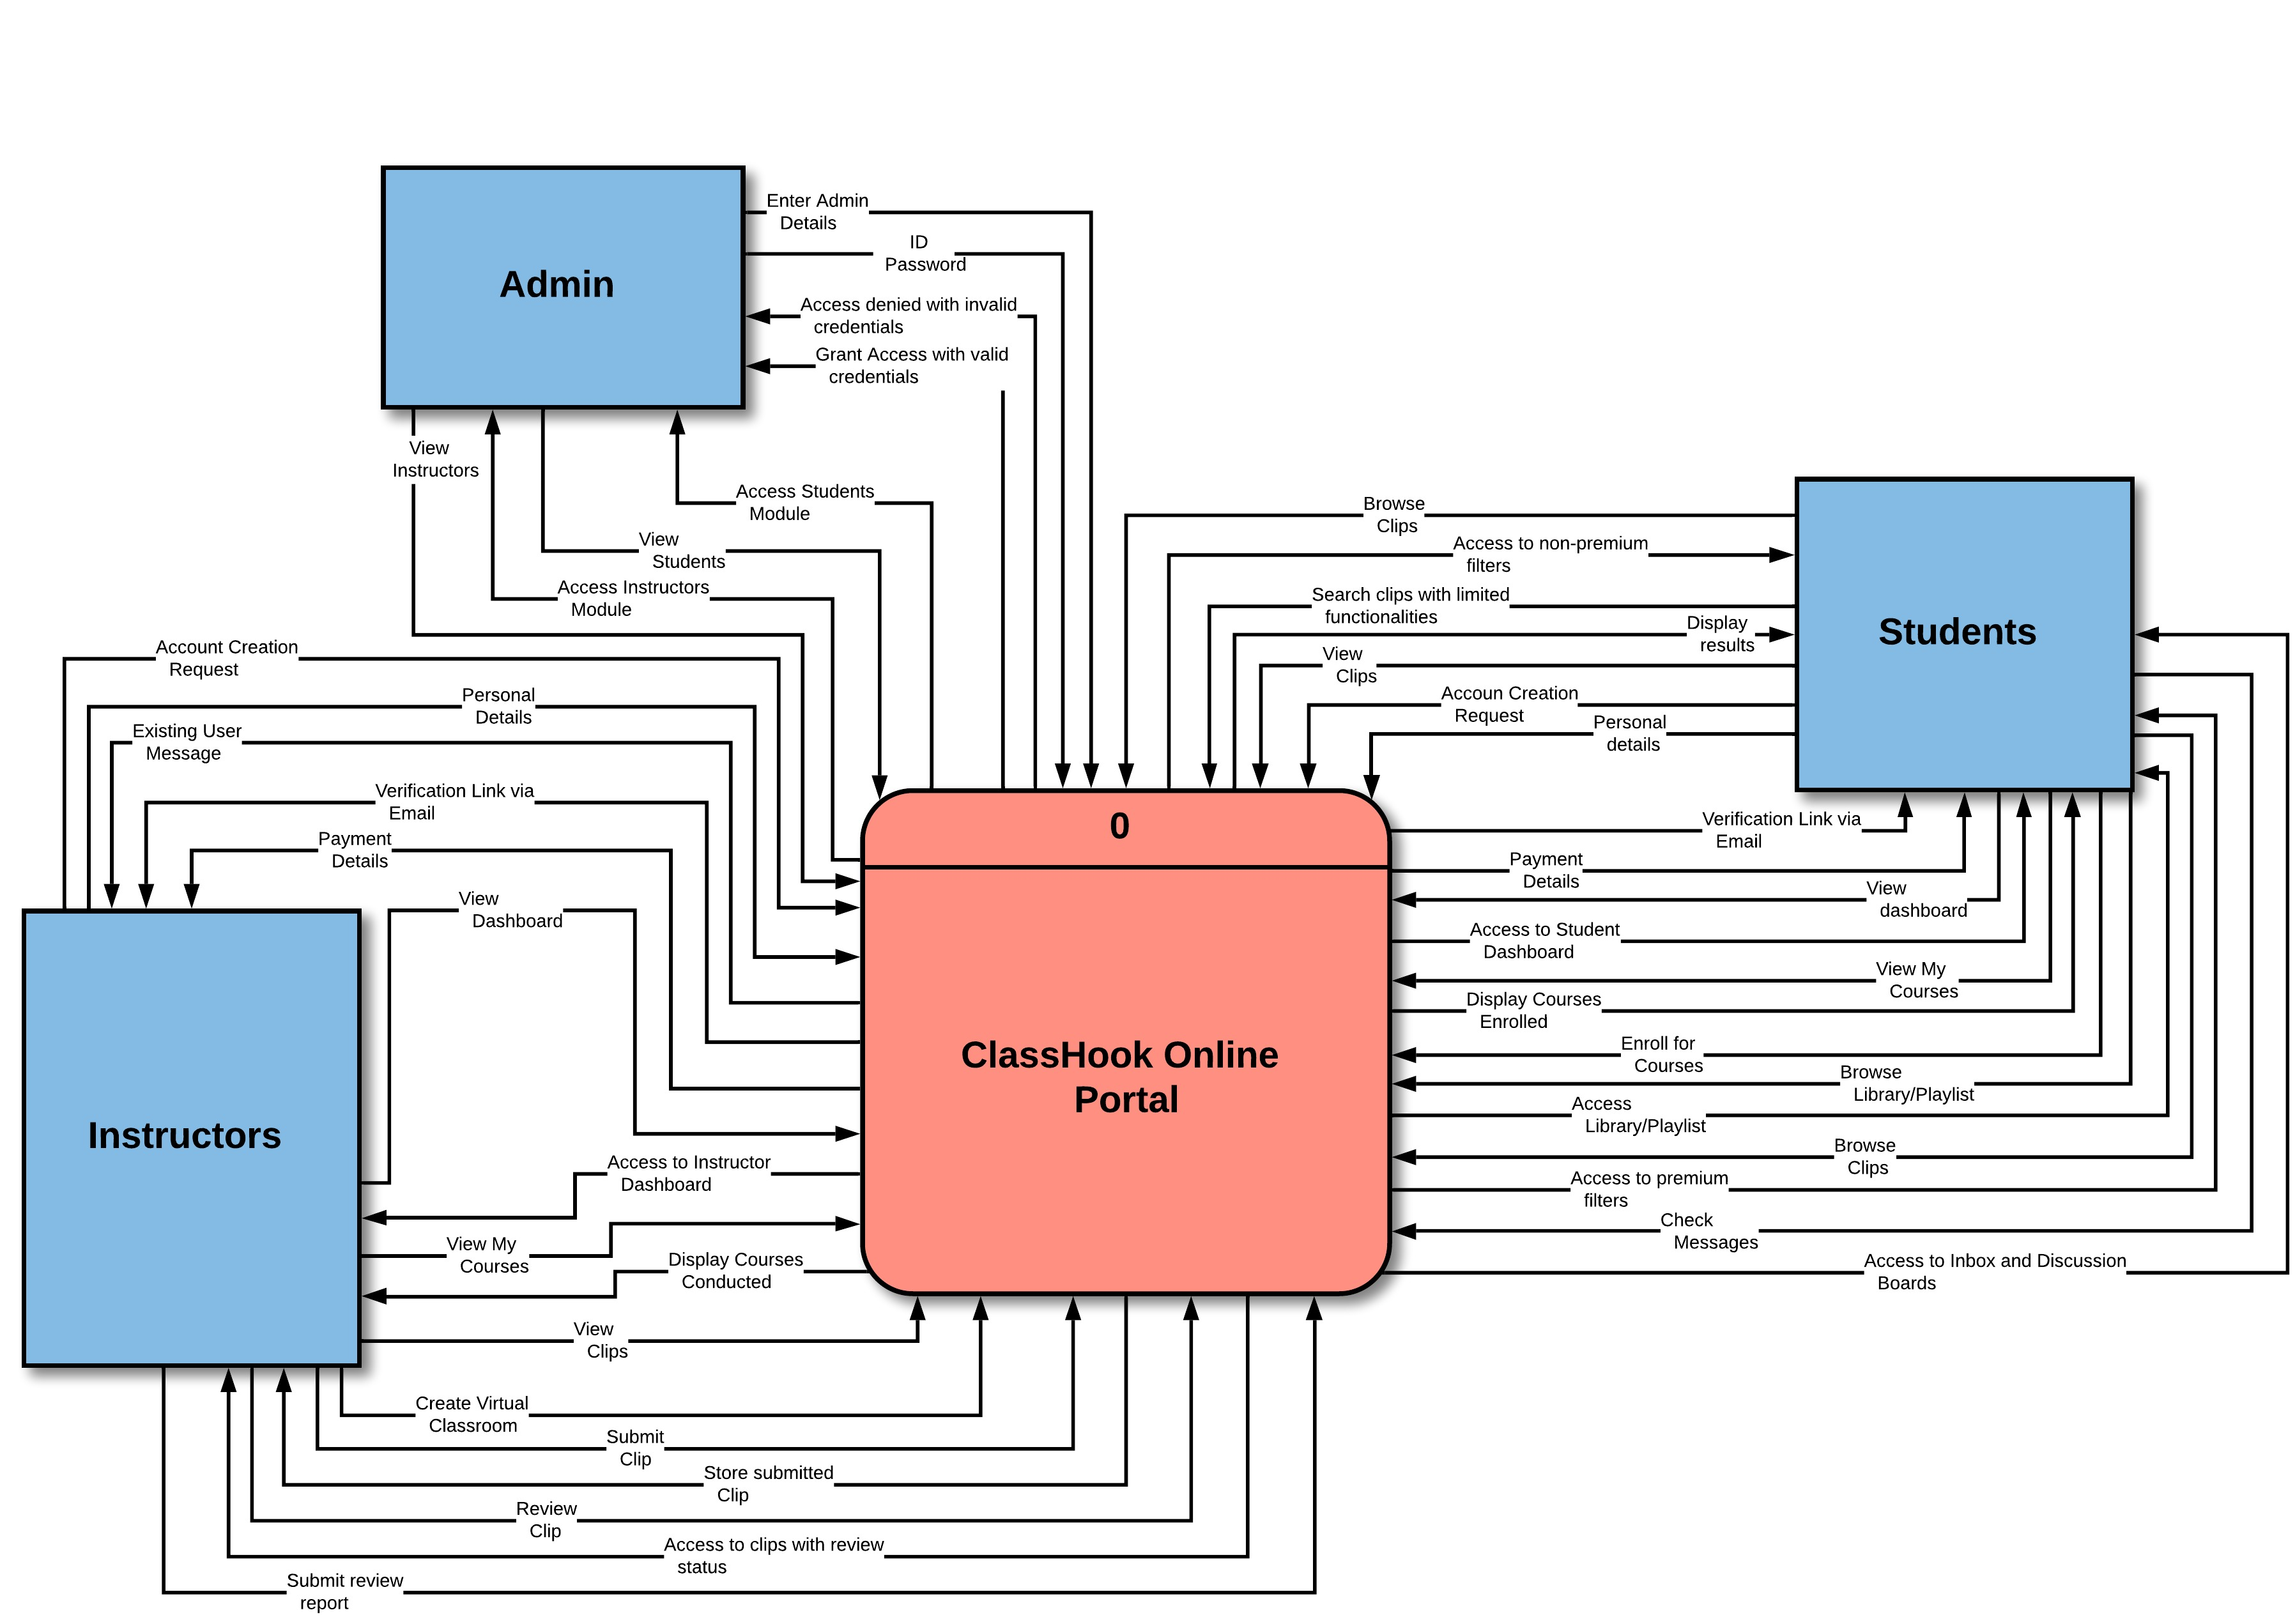 Admin
Enter Admin
Details
ID
Password
Access denied with invalid
credentials
Grant Access with valid
credentials
View
Instructors
Access Students
Module
View
Students
Access Instructors
Module
Account Creation
Request
Personal
Details
Existing User
Message
Verification Link via
Email
Payment
Details
View
Dashboard
Instructors
Access to Instructor
Dashboard
View My
Courses
Display Courses
Conducted
View
Clips
Create Virtual
Classroom
Submit
Clip
Store submitted
Clip
Review
Clip
Access to clips with review
status
Submit review
report
0
ClassHook Online
Portal
Students
Browse
Clips
Access to non-premium
filters
Search clips with limited
functionalities
Display
results
View
Clips
Accoun Creation
Request
Personal
details
Verification Link via
Email
Payment
Details
View
dashboard
Access to Student
Dashboard
View My
Courses
Display Courses
Enrolled
Enroll for
Courses
Browse
Library/Playlist
Access
Library/Playlist
Browse
Clips
Access to premium
filters
Check
Messages
Access to Inbox and Discussion
Boards